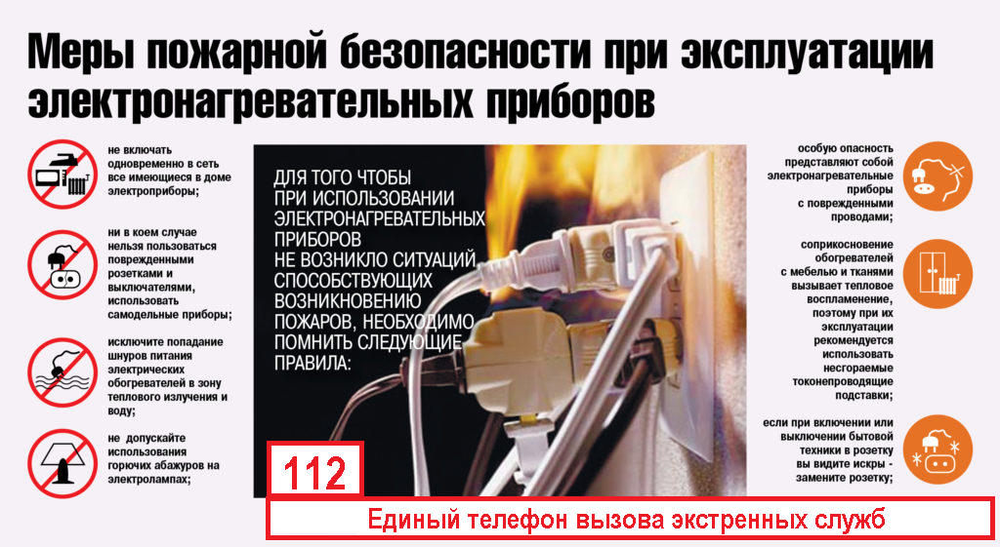 Меры пожарной безопасности при эксплуатации
электронагревательных приборов
не включать
одновременно в сеть
все имеющиеся в доме
электроприборы;
ни в коем случае
нельзя пользоваться
поврежденными
розетками и
выключателями,
использовать
самодельные приборы;
исключите попадание
шнуров питания
электрических
обогревателей в зону
теплового излучения и
воду;
не допускайте
использования
горючих абажуров на
электролампах;
ДЛЯ ТОГО ЧТОБЫ
ПРИ ИСПОЛЬЗОВАНИИ
ЭЛЕКТРОНАГРЕВАТЕЛЬНЫХ
ПРИБОРОВ
НЕ ВОЗНИКЛО СИТУАЦИЙ,
СПОСОБСТВУЮЩИХ
ВОЗНИКНОВЕНИЮ
ПОЖАРОВ, НЕОБХОДИМО
ПОМНИТЬ СЛЕДУЮЩИЕ
ПРАВИЛА:
особую опасность
представляют собой
электронагревательные
приборы
с поврежденными
проводами;
соприкосновение
обогревателей
с мебелью и тканями
вызывает тепловое
воспламенение,
поэтому при их
эксплуатации
рекомендуется
использовать
несгораемые
токонепроводящие
подставки;
если при включении или
выключении бытовой
техники в розетку
вы видите искры -
замените розетку;
112
Единый телефон вызова экстренных служб